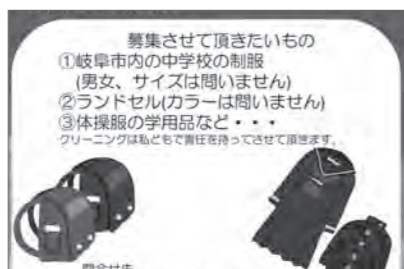 募集させて頂きたいもの
①岐阜市内の中学校の制服
(男女、サイズは問いません)
②ランドセル(カラーは問いません)
③体操服の学用品など・・・
クリーニングは私どもで責任を持ってさせて頂きます。